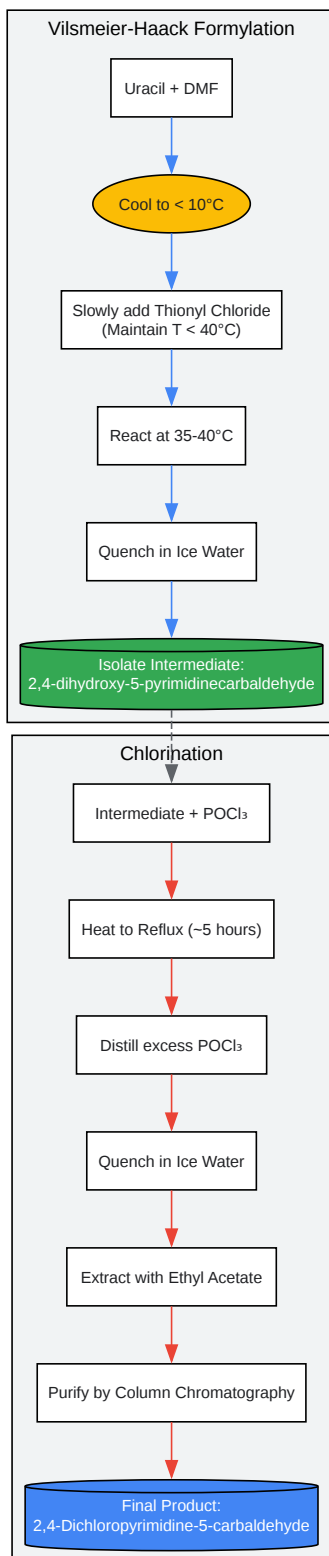 Vilsmeier-Haack Formylation
Uracil + DMF
Cool to < 10°C
Slowly add Thionyl Chloride
(Maintain T < 40°C)
React at 35-40°C
Quench in Ice Water
Isolate Intermediate:
2,4-dihydroxy-5-pyrimidinecarbaldehyde
Chlorination
Intermediate + POCl₃
Heat to Reflux (~5 hours)
Distill excess POCl₃
Quench in Ice Water
Extract with Ethyl Acetate
Purify by Column Chromatography
Final Product:
2,4-Dichloropyrimidine-5-carbaldehyde